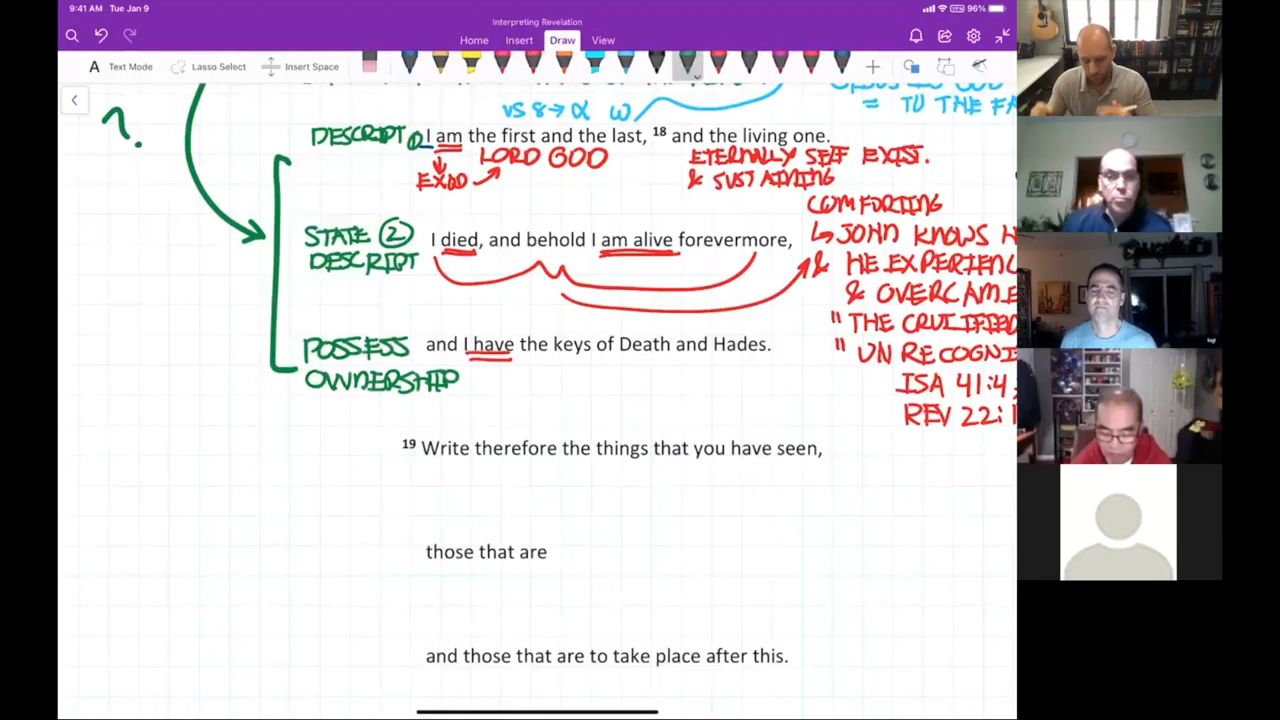 9:41 AM Tue Jan 9
96%
Interpreting Revelation
Home Insert Draw View
Text Mode Lasso Select Insert Space
= TO THE FA
VS 8 → α ω
?
DESCRIPT I am the first and the last, 18 and the living one.
LORD GOD
ETERNALLY SELF EXIST.
EXOD
& SUSTAINING
COMFORTING
STATE 2 I died, and behold I am alive forevermore,
DESCRIPT
↳ JOHN KNOWS H
& HE EXPERIENC
& OVERCAME
" THE CRUCIFIED
POSSESS and I have the keys of Death and Hades.
" UN RECOGNI
OWNERSHIP
ISA 41:4,
REV 22:1
19 Write therefore the things that you have seen,
those that are
and those that are to take place after this.